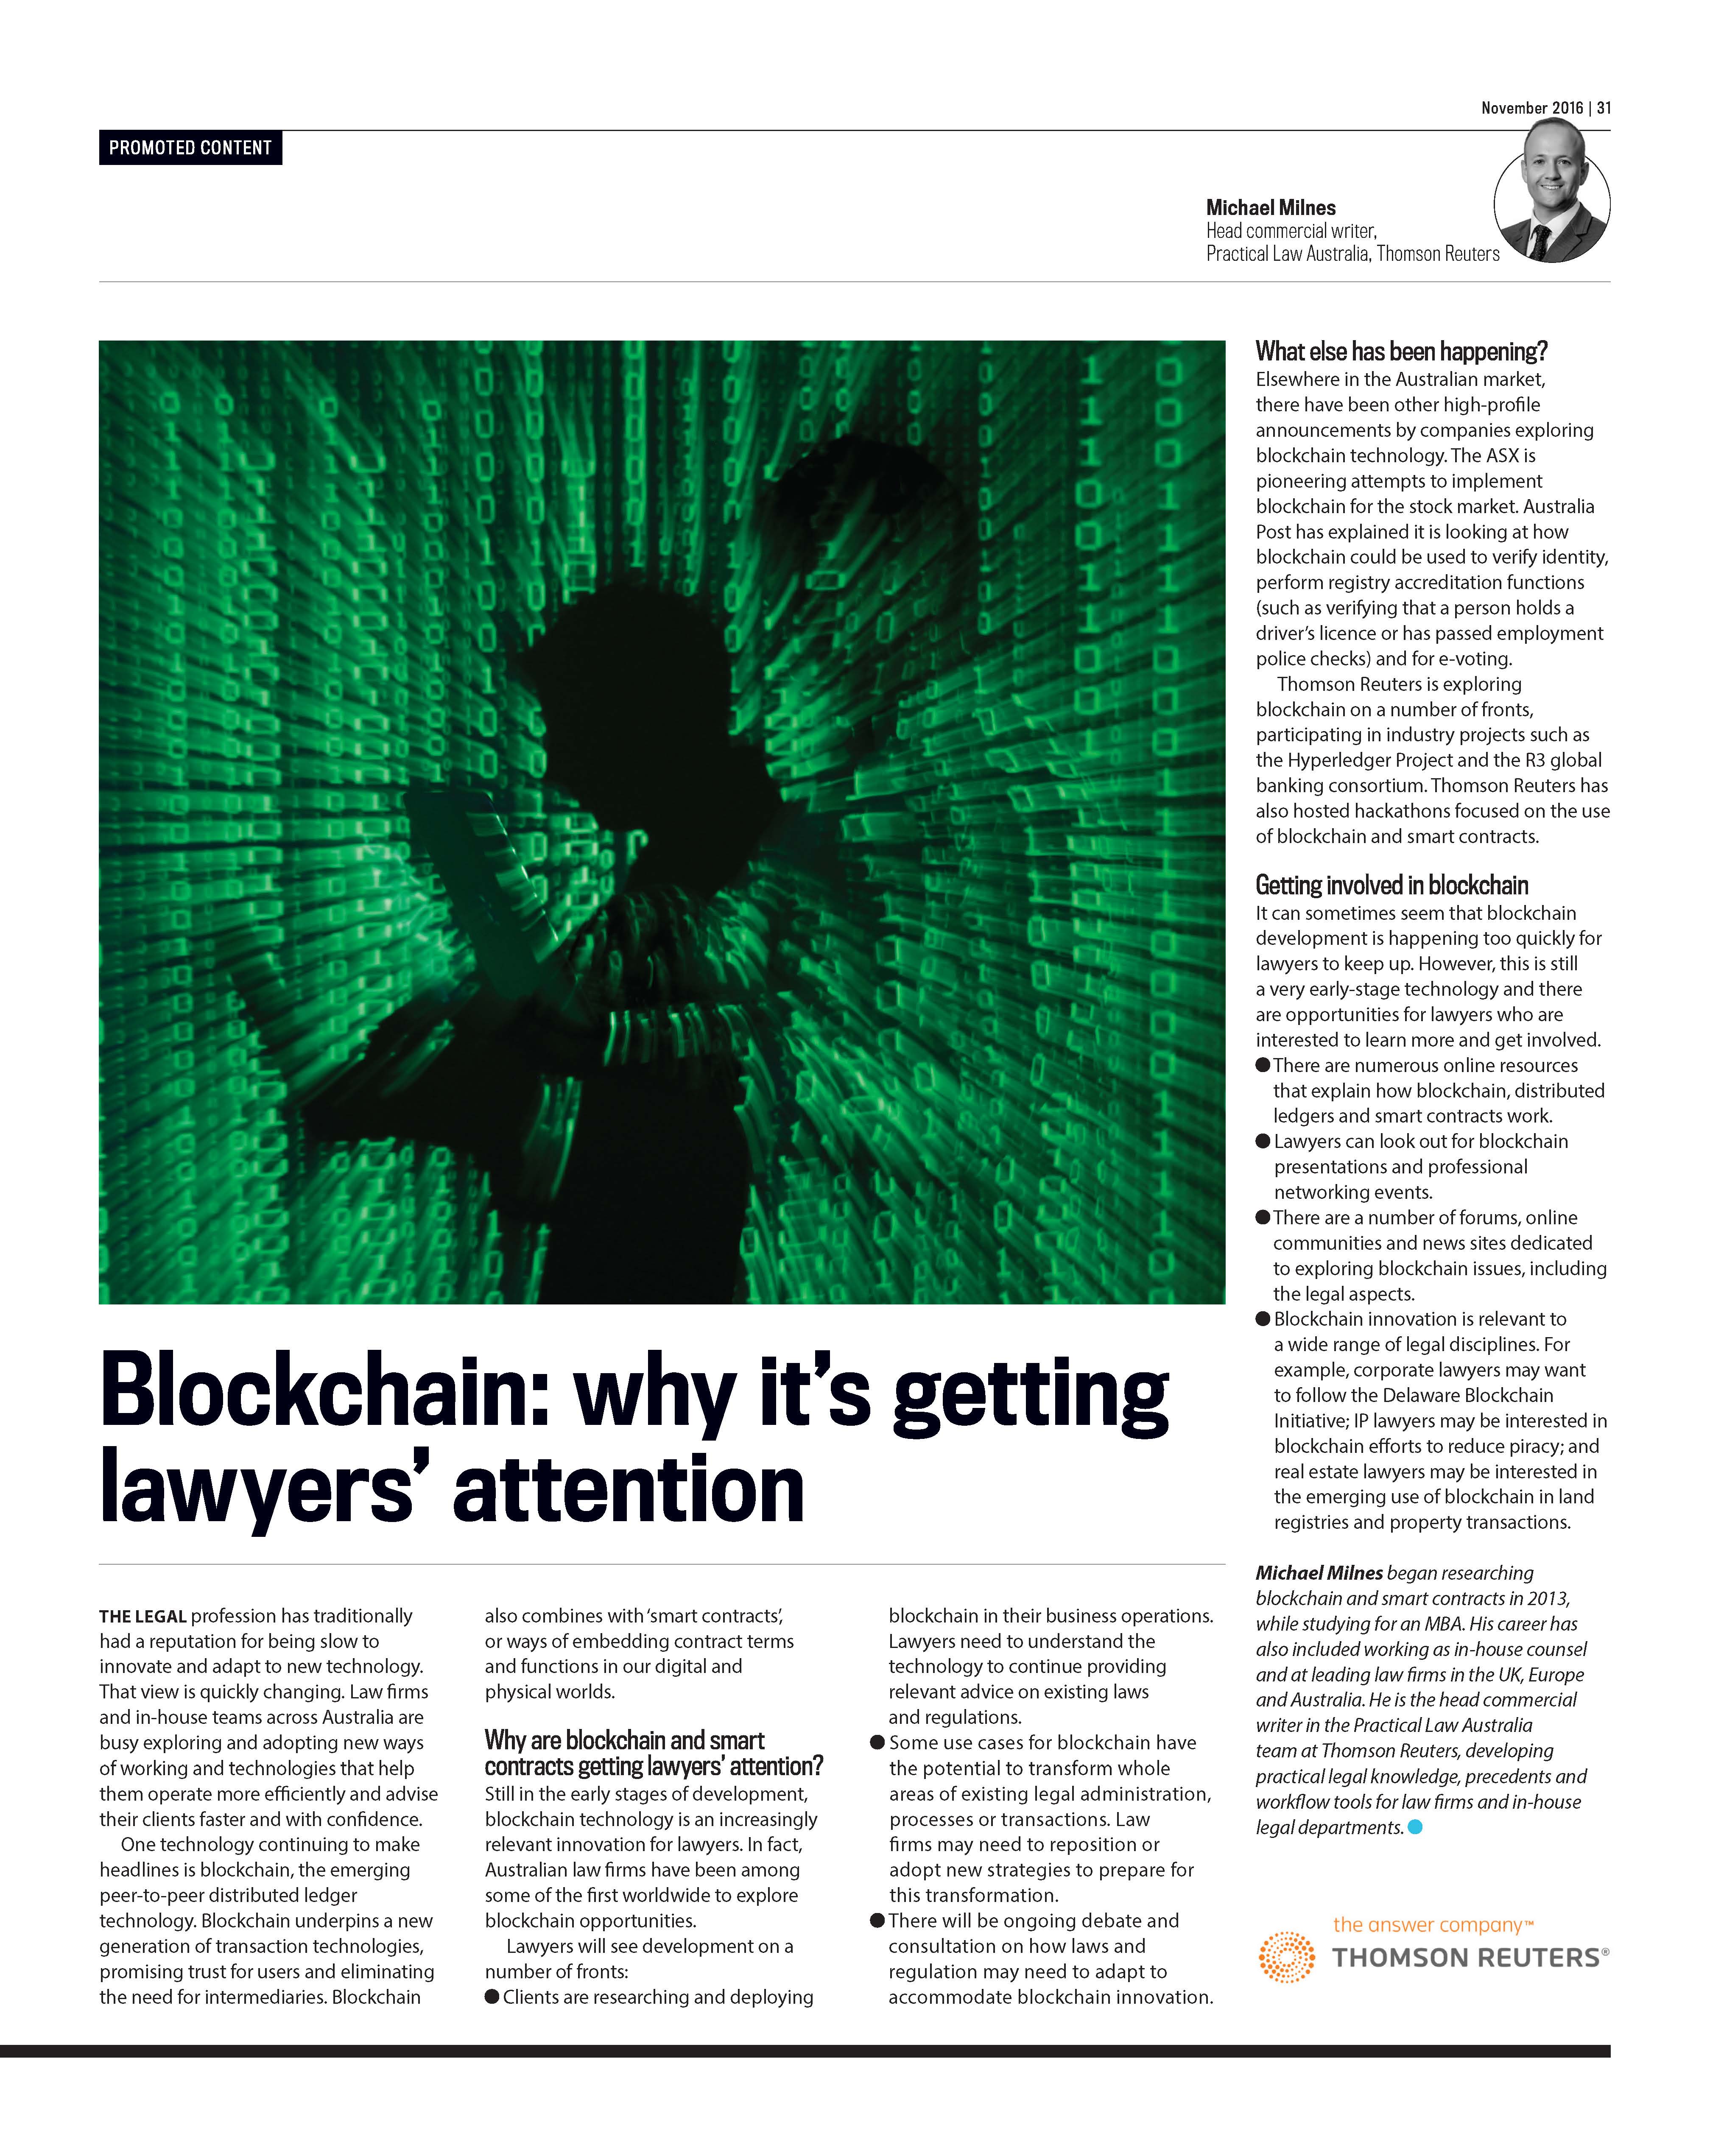 November 2016 | 31
PROMOTED CONTENT
Michael Milnes
Head commercial writer,
Practical Law Australia, Thomson Reuters
Blockchain: why it's getting
lawyers' attention
THE LEGAL profession has traditionally
had a reputation for being slow to
innovate and adapt to new technology.
That view is quickly changing. Law firms
and in-house teams across Australia are
busy exploring and adopting new ways
of working and technologies that help
them operate more efficiently and advise
their clients faster and with confidence.
One technology continuing to make
headlines is blockchain, the emerging
peer-to-peer distributed ledger
technology. Blockchain underpins a new
generation of transaction technologies,
promising trust for users and eliminating
the need for intermediaries. Blockchain
also combines with 'smart contracts',
or ways of embedding contract terms
and functions in our digital and
physical worlds.
Why are blockchain and smart
contracts getting lawyers' attention?
Still in the early stages of development,
blockchain technology is an increasingly
relevant innovation for lawyers. In fact,
Australian law firms have been among
some of the first worldwide to explore
blockchain opportunities.
Lawyers will see development on a
number of fronts:
● Clients are researching and deploying
blockchain in their business operations.
Lawyers need to understand the
technology to continue providing
relevant advice on existing laws
and regulations.
● Some use cases for blockchain have
the potential to transform whole
areas of existing legal administration,
processes or transactions. Law
firms may need to reposition or
adopt new strategies to prepare for
this transformation.
● There will be ongoing debate and
consultation on how laws and
regulation may need to adapt to
accommodate blockchain innovation.
What else has been happening?
Elsewhere in the Australian market,
there have been other high-profile
announcements by companies exploring
blockchain technology. The ASX is
pioneering attempts to implement
blockchain for the stock market. Australia
Post has explained it is looking at how
blockchain could be used to verify identity,
perform registry accreditation functions
(such as verifying that a person holds a
driver's licence or has passed employment
police checks) and for e-voting.
Thomson Reuters is exploring
blockchain on a number of fronts,
participating in industry projects such as
the Hyperledger Project and the R3 global
banking consortium. Thomson Reuters has
also hosted hackathons focused on the use
of blockchain and smart contracts.
Getting involved in blockchain
It can sometimes seem that blockchain
development is happening too quickly for
lawyers to keep up. However, this is still
a very early-stage technology and there
are opportunities for lawyers who are
interested to learn more and get involved.
● There are numerous online resources
that explain how blockchain, distributed
ledgers and smart contracts work.
● Lawyers can look out for blockchain
presentations and professional
networking events.
● There are a number of forums, online
communities and news sites dedicated
to exploring blockchain issues, including
the legal aspects.
● Blockchain innovation is relevant to
a wide range of legal disciplines. For
example, corporate lawyers may want
to follow the Delaware Blockchain
Initiative; IP lawyers may be interested in
blockchain efforts to reduce piracy; and
real estate lawyers may be interested in
the emerging use of blockchain in land
registries and property transactions.
Michael Milnes began researching
blockchain and smart contracts in 2013,
while studying for an MBA. His career has
also included working as in-house counsel
and at leading law firms in the UK, Europe
and Australia. He is the head commercial
writer in the Practical Law Australia
team at Thomson Reuters, developing
practical legal knowledge, precedents and
workflow tools for law firms and in-house
legal departments.
the answer company™
THOMSON REUTERS®